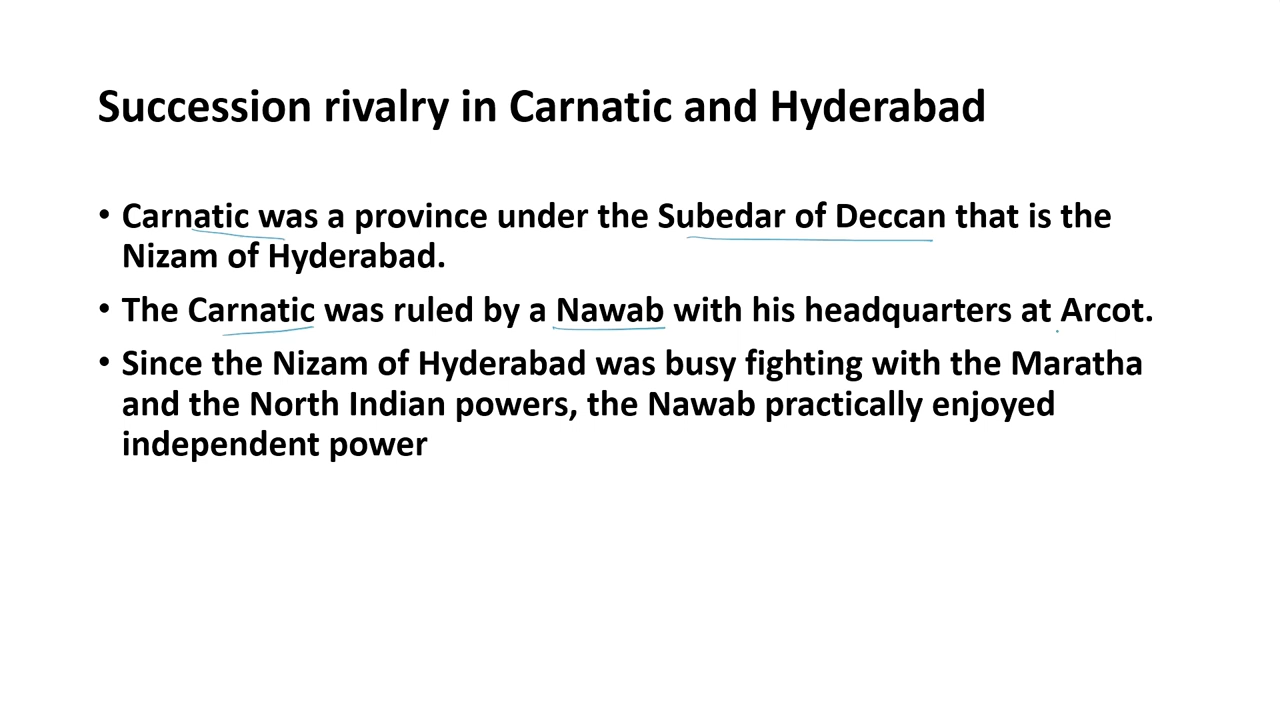 Succession rivalry in Carnatic and Hyderabad
• Carnatic was a province under the Subedar of Deccan that is the
Nizam of Hyderabad.
• The Carnatic was ruled by a Nawab with his headquarters at Arcot.
• Since the Nizam of Hyderabad was busy fighting with the Maratha
and the North Indian powers, the Nawab practically enjoyed
independent power